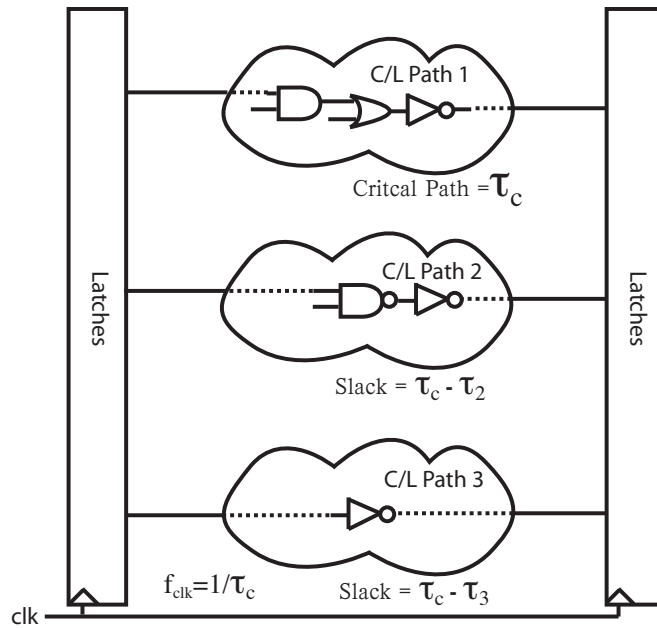 C/L Path 1
Critcal Path = τc
Latches
Latches
C/L Path 2
Slack = τc - τ2
C/L Path 3
fclk=1/τc
Slack = τc - τ3
clk